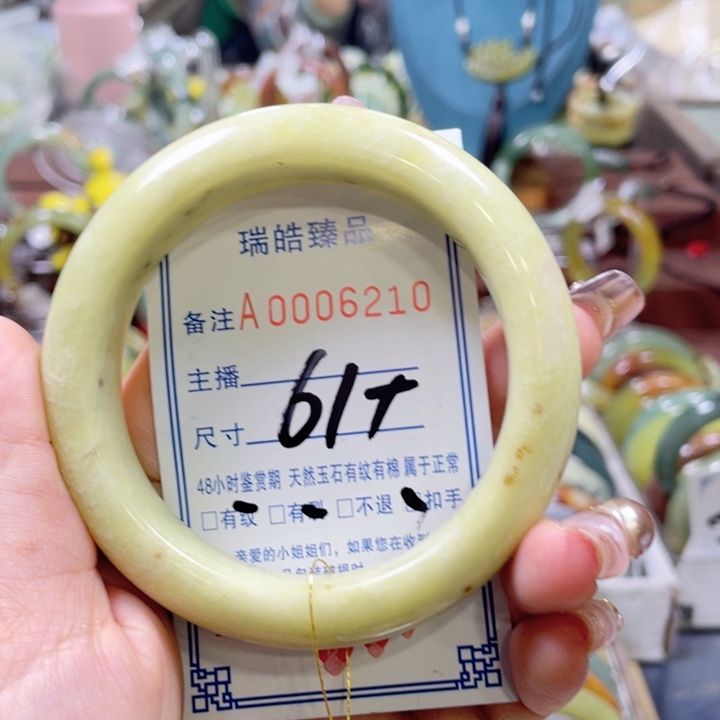 瑞皓臻品
备注A0006210
主播
尺寸 61+
48小时鉴赏期 天然玉石有纹有棉属于正常
□有纹 □有 □不退 扣手
亲爱的小姐姐们，如果您在收